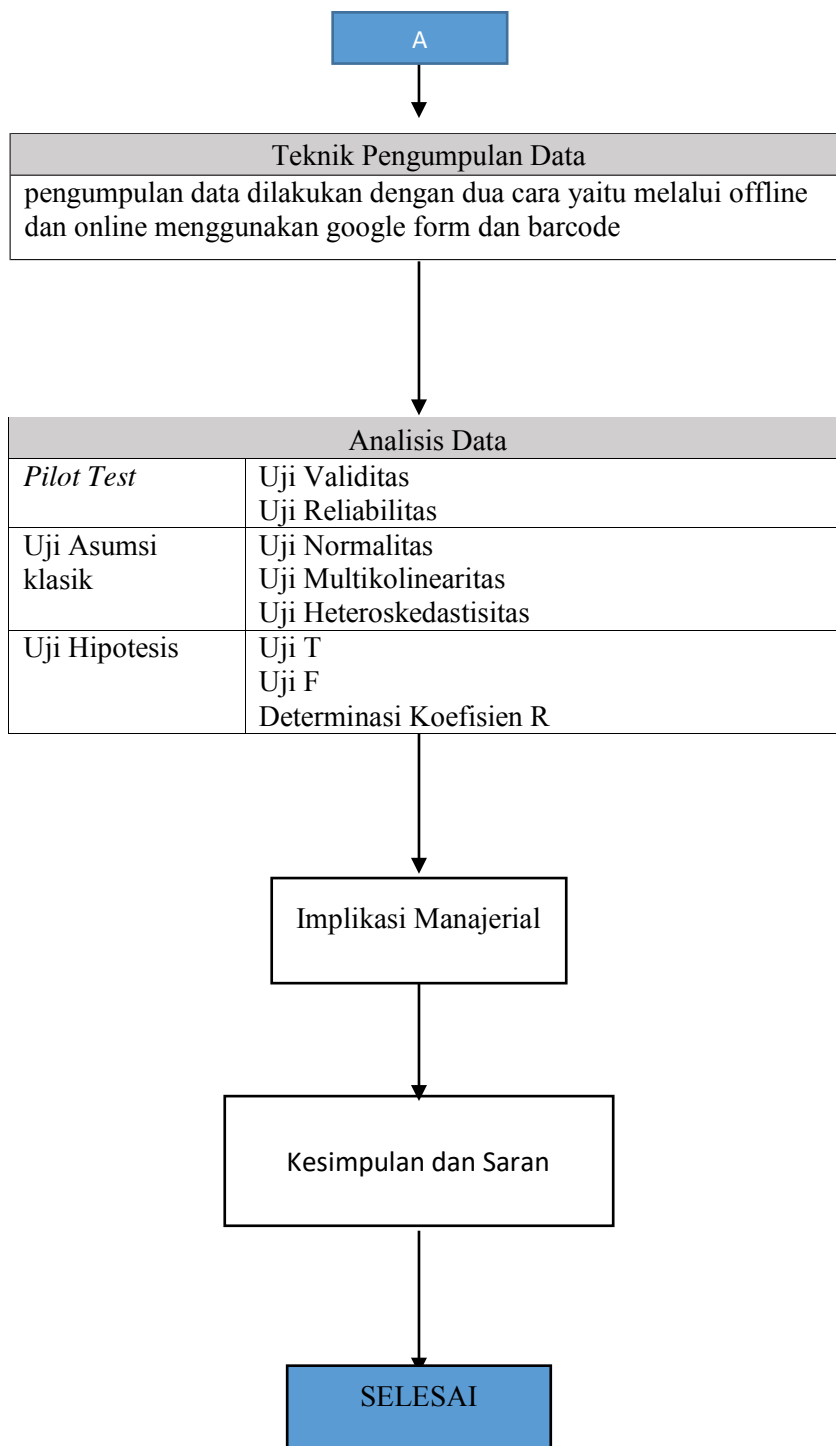 A
Teknik Pengumpulan Data
pengumpulan data dilakukan dengan dua cara yaitu melalui offline
dan online menggunakan google form dan barcode
Analisis Data
Pilot Test
Uji Validitas
Uji Reliabilitas
Uji Asumsi
klasik
Uji Normalitas
Uji Multikolinearitas
Uji Heteroskedastisitas
Uji Hipotesis
Uji T
Uji F
Determinasi Koefisien R
Implikasi Manajerial
Kesimpulan dan Saran
SELESAI